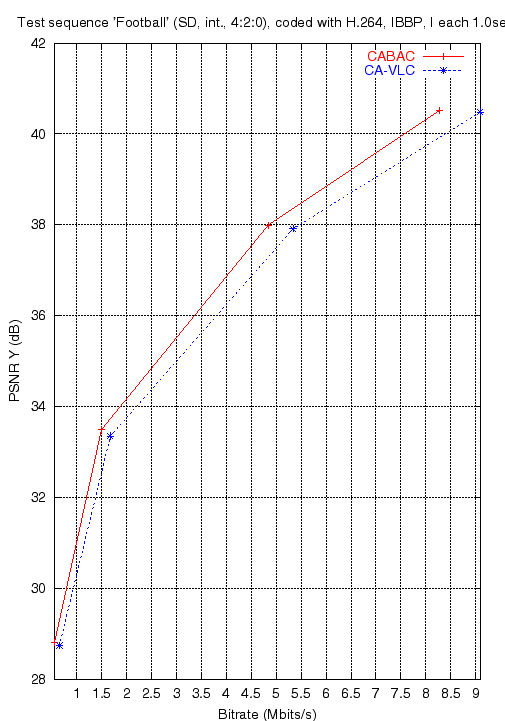 Test sequence 'Football' (SD, int., 4:2:0), coded with H.264, IBBP, I each 1.0se
CABAC
CA-VLC
PSNR Y (dB)
42
40
38
36
34
32
30
28
1 1.5 2 2.5 3 3.5 4 4.5 5 5.5 6 6.5 7 7.5 8 8.5 9
Bitrate (Mbits/s)